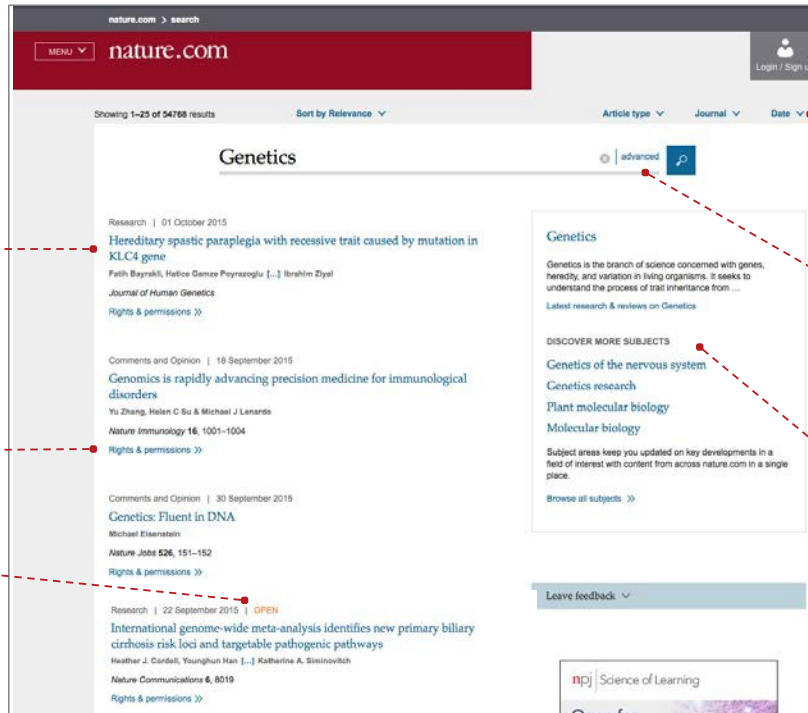 nature.com > search
MENU
nature.com
Login / Sign u
Showing 1–25 of 54768 results
Sort by Relevance
Article type
Journal
Date
Genetics
advanced
Research | 01 October 2015
Hereditary spastic paraplegia with recessive trait caused by mutation in
KLC4 gene
Fatih Bayrakli, Hatice Gamze Poyrazoglu [...] Ibrahim Ziyal
Journal of Human Genetics
Rights & permissions »
Comments and Opinion | 18 September 2015
Genomics is rapidly advancing precision medicine for immunological
disorders
Yu Zhang, Helen C Su & Michael J Lenardo
Nature Immunology 16, 1001–1004
Rights & permissions »
Comments and Opinion | 30 September 2015
Genetics: Fluent in DNA
Michael Eisenstein
Nature Jobs 526, 151–152
Rights & permissions »
Research | 22 September 2015 | OPEN
International genome-wide meta-analysis identifies new primary biliary
cirrhosis risk loci and targetable pathogenic pathways
Heather J. Cordell, Younghun Han [...] Katherine A. Siminovitch
Nature Communications 6, 8019
Rights & permissions »
Genetics
Genetics is the branch of science concerned with genes,
heredity, and variation in living organisms. It seeks to
understand the process of trait inheritance from ...
Latest research & reviews on Genetics
DISCOVER MORE SUBJECTS
Genetics of the nervous system
Genetics research
Plant molecular biology
Molecular biology
Subject areas keep you updated on key developments in a
field of interest with content from across nature.com in a single
place.
Browse all subjects »
Leave feedback
npj Science of Learning